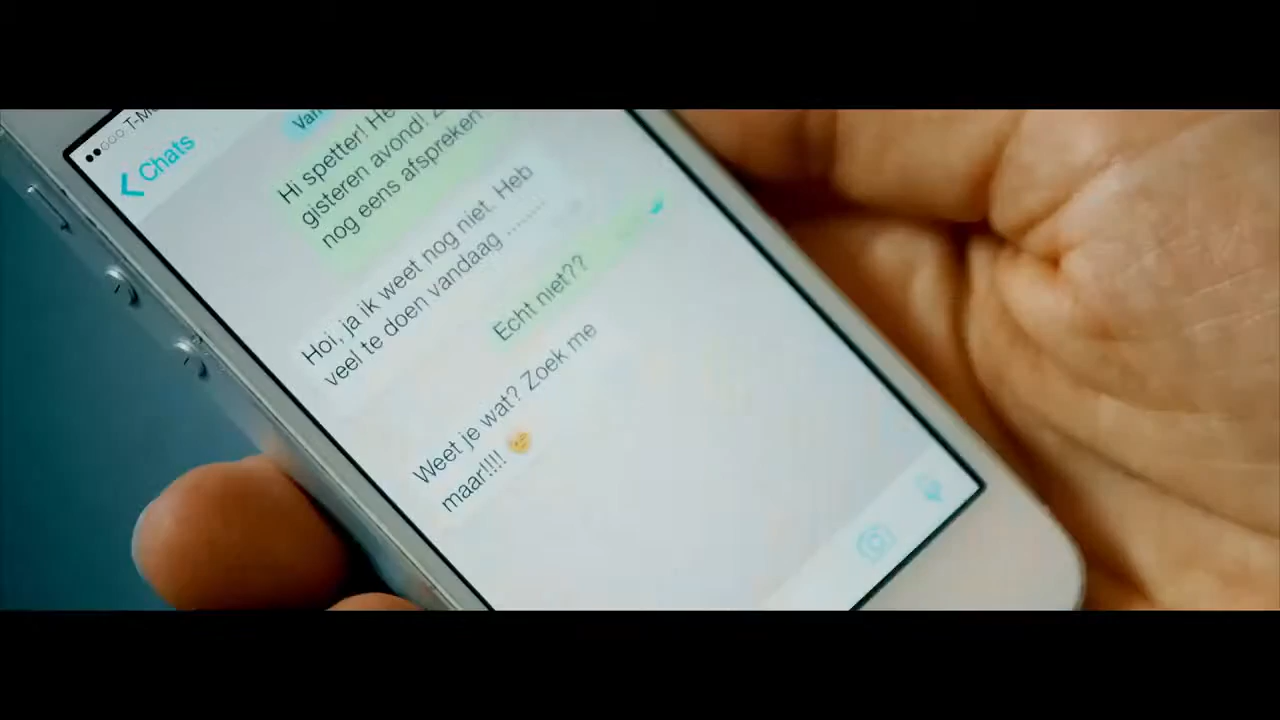 Chats
Hi spetter!
gisteren avond!
nog eens afspreken
Hoi, ja ik weet nog niet. Heb
veel te doen vandaag .......
Echt niet??
Weet je wat? Zoek me
maar!!!!